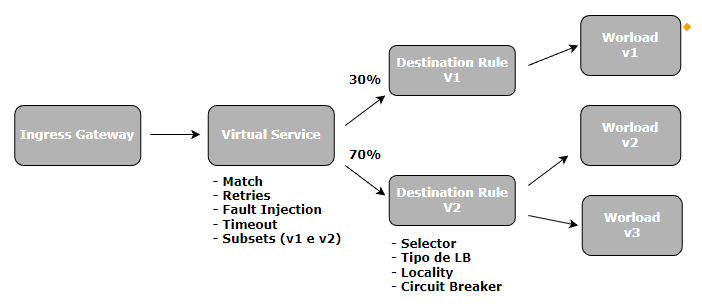 Ingress Gateway
Virtual Service
- Match
- Retries
- Fault Injection
- Timeout
- Subsets (v1 e v2)
30%
70%
Destination Rule
V1
Destination Rule
V2
- Selector
- Tipo de LB
- Locality
- Circuit Breaker
Worload
v1
Worload
v2
Worload
v3